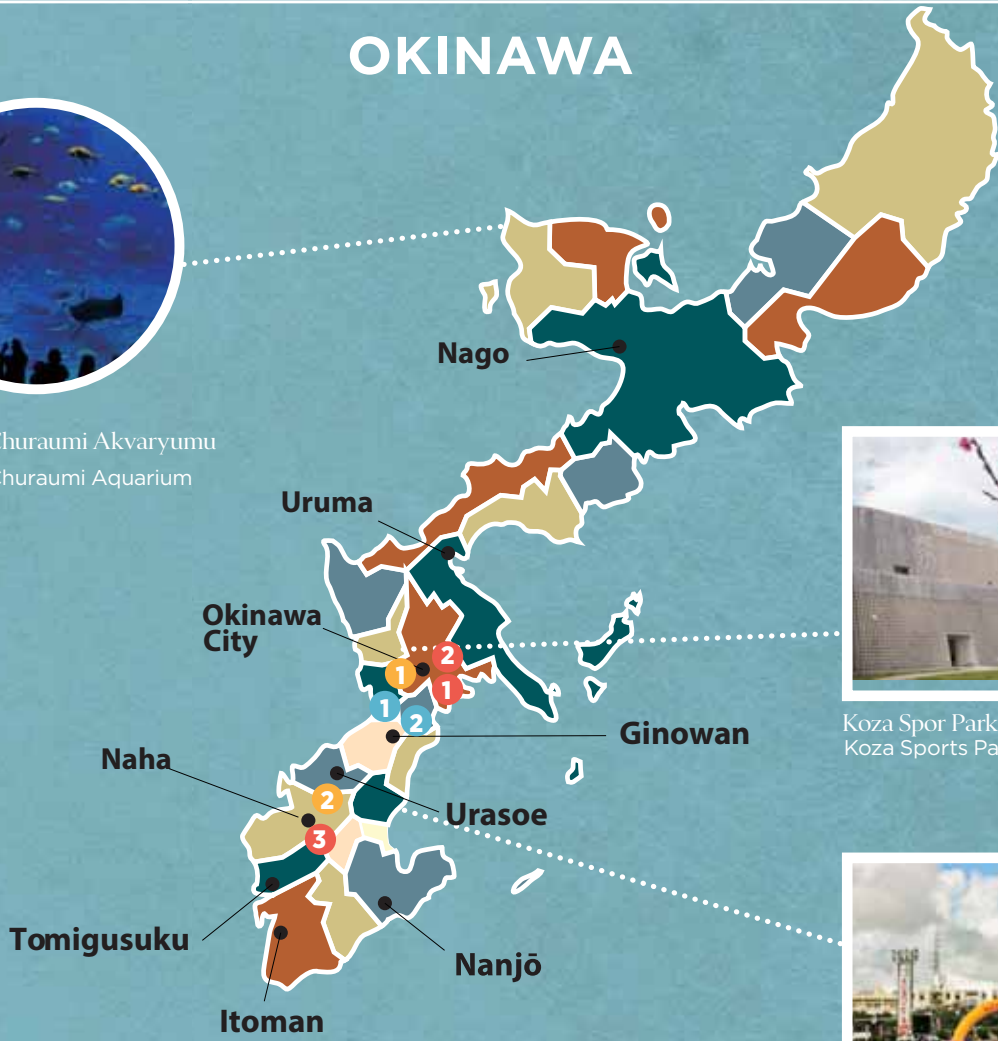 OKINAWA
Churaumi Akvaryumu
Churaumi Aquarium
Nago
Uruma
Okinawa
City
2
1
1
1
2
Koza Spor Park
Koza Sports Pa
Ginowan
Naha
2
Urasoe
3
Tomigusuku
Nanjō
Itoman